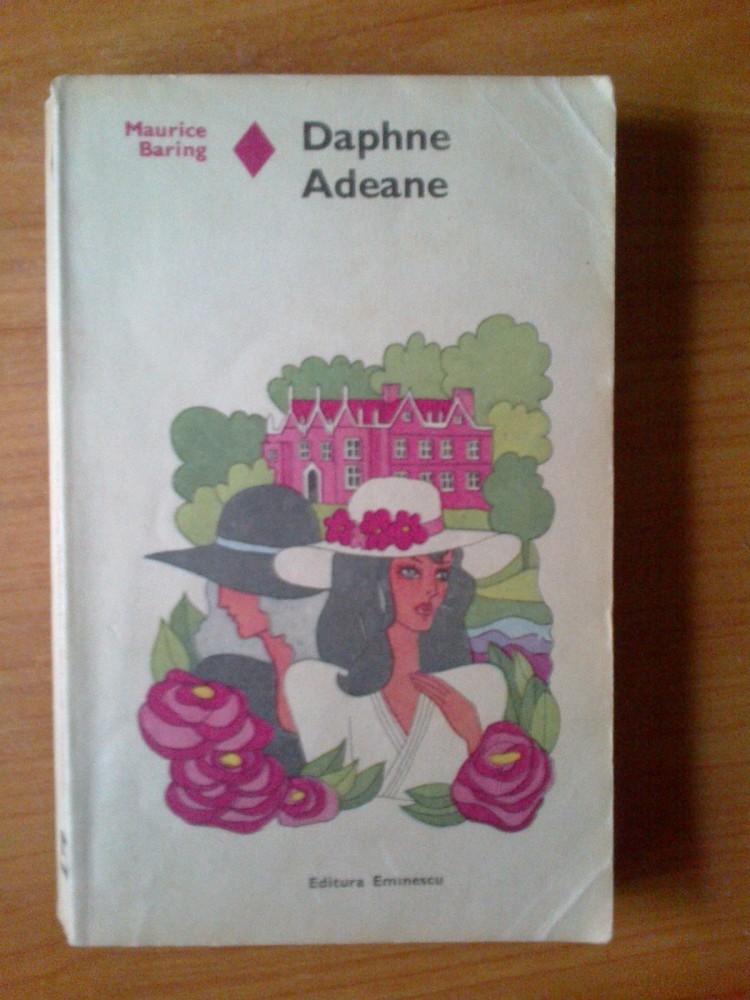 Maurice
Baring
Daphne
Adeane
Editura Eminescu